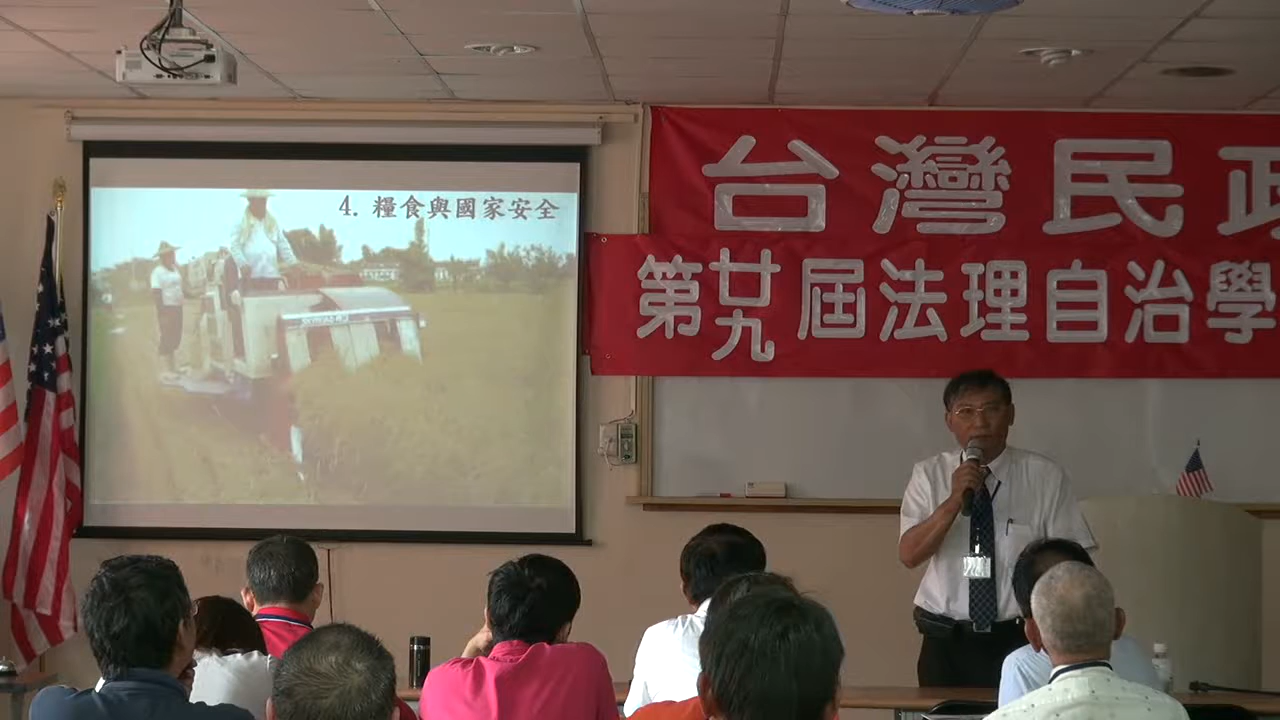 4. 糧食與國家安全
台灣民政
第廿九屆法理自治學